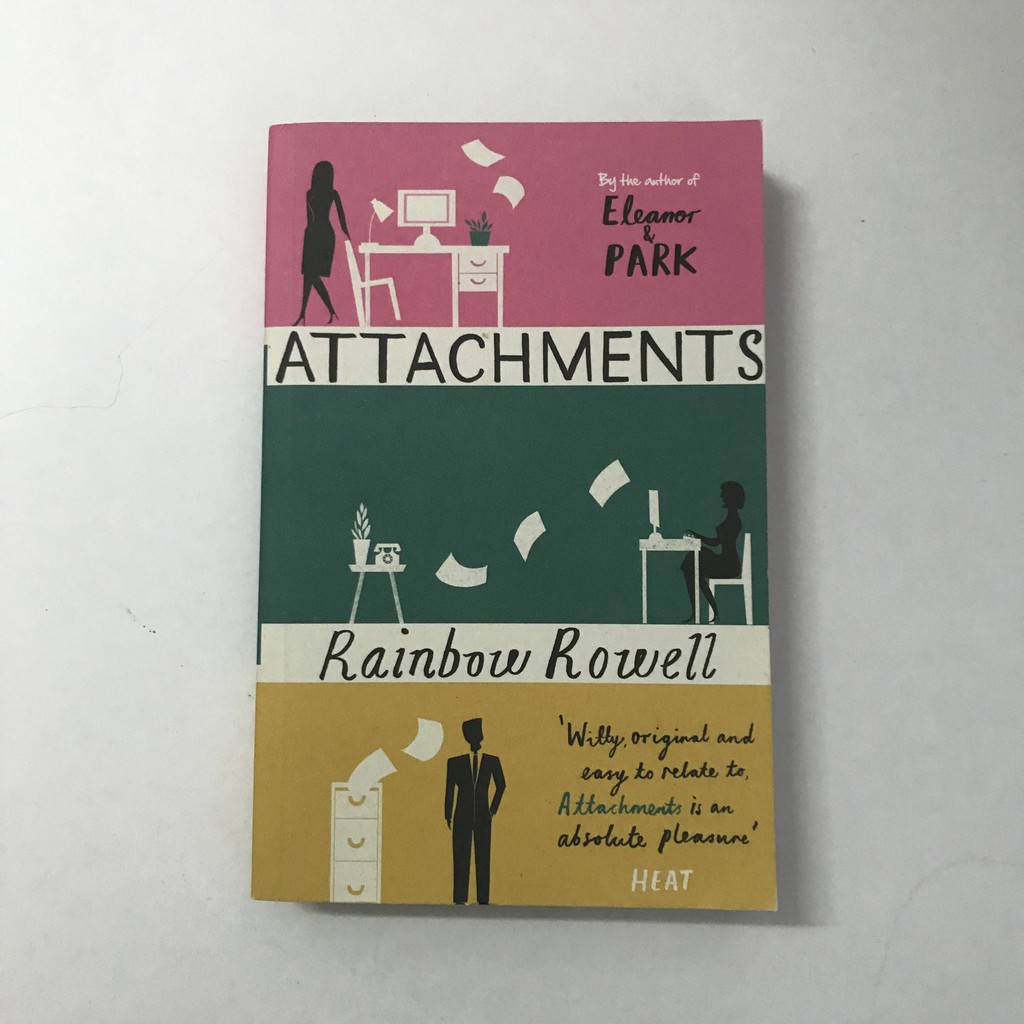 By the author of
Eleanor
&
PARK
ATTACHMENTS
Rainbow Rowell
'Witty, original and
easy to relate to,
Attachments is an
absolute pleasure'
HEAT